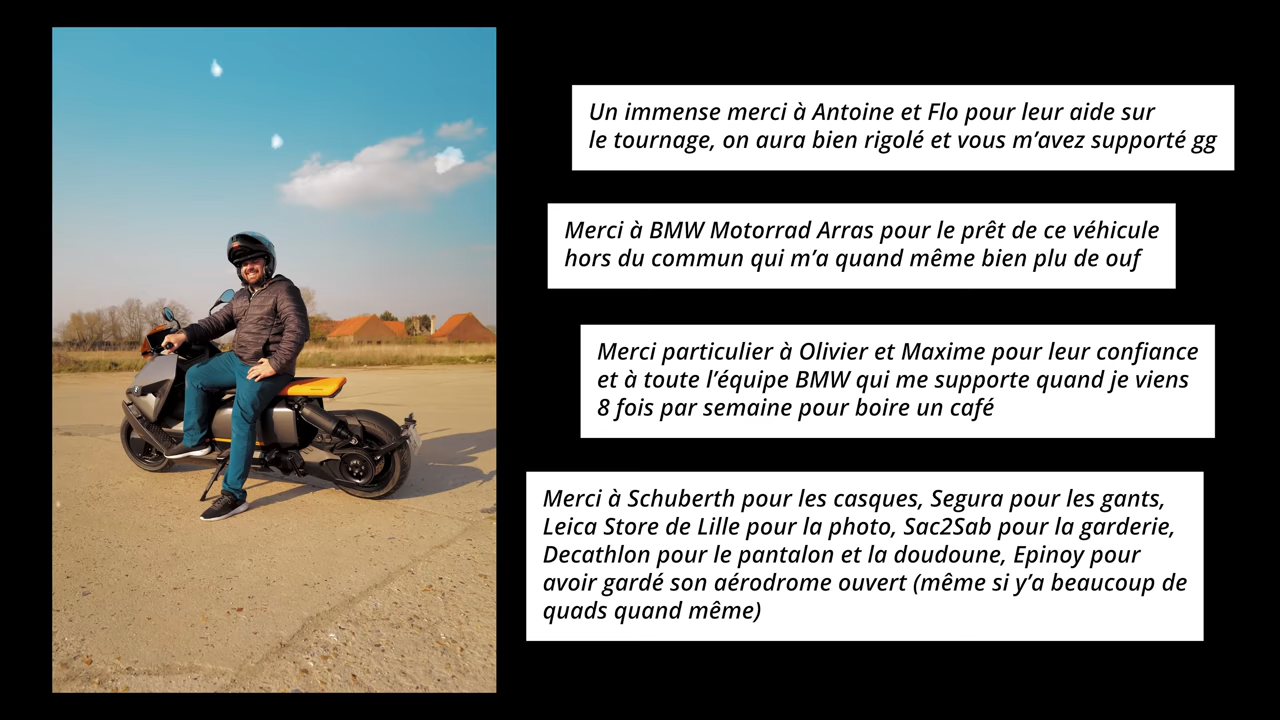 Un immense merci à Antoine et Flo pour leur aide sur
le tournage, on aura bien rigolé et vous m’avez supporté gg
Merci à BMW Motorrad Arras pour le prêt de ce véhicule
hors du commun qui m’a quand même bien plu de ouf
Merci particulier à Olivier et Maxime pour leur confiance
et à toute l’équipe BMW qui me supporte quand je viens
8 fois par semaine pour boire un café
Merci à Schuberth pour les casques, Segura pour les gants,
Leica Store de Lille pour la photo, Sac2Sab pour la garderie,
Decathlon pour le pantalon et la doudoune, Epinoy pour
avoir gardé son aérodrome ouvert (même si y’a beaucoup de
quads quand même)